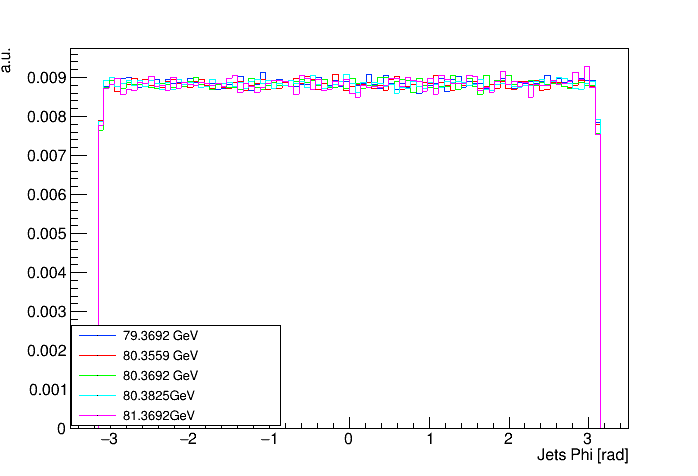 a.u.
0.009
0.008
0.007
0.006
0.005
0.004
0.003
0.002
0.001
0
79.3692 GeV
80.3559 GeV
80.3692 GeV
80.3825GeV
81.3692GeV
−3 −2 −1 0 1 2 3
Jets Phi [rad]